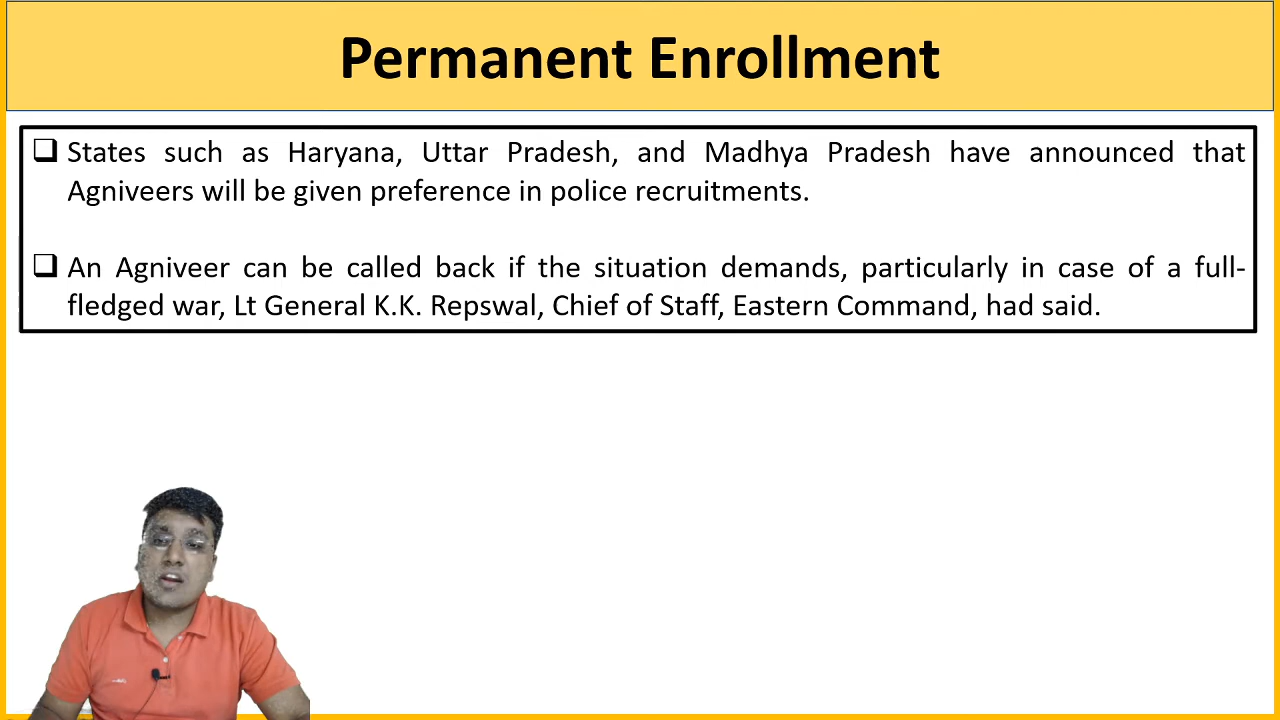 Permanent Enrollment
States such as Haryana, Uttar Pradesh, and Madhya Pradesh have announced that
Agniveers will be given preference in police recruitments.
An Agniveer can be called back if the situation demands, particularly in case of a full-
fledged war, Lt General K.K. Repswal, Chief of Staff, Eastern Command, had said.